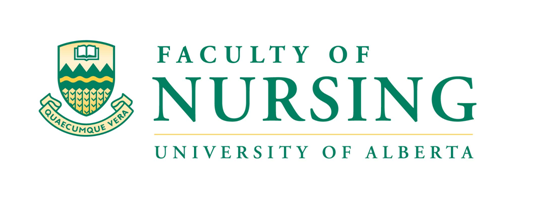 FACULTY OF
NURSING
UNIVERSITY OF ALBERTA
QUAECUMQUE VERA